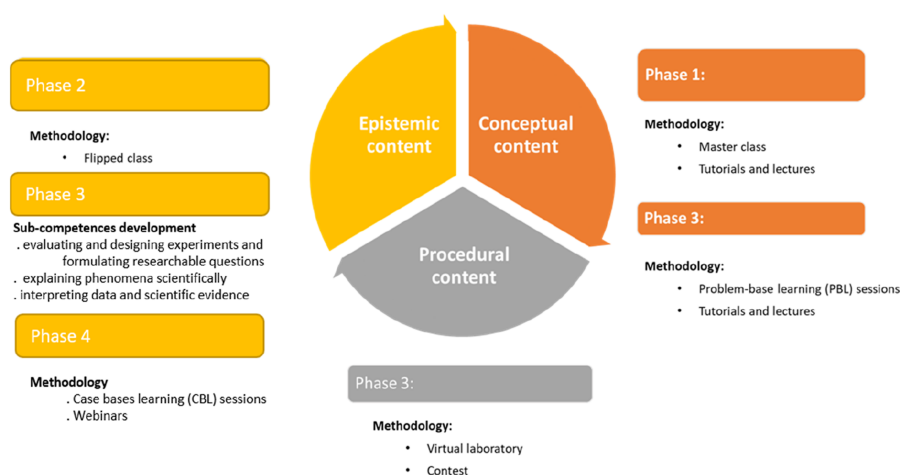 Phase 2
Methodology:
• Flipped class
Phase 3
Sub-competences development
. evaluating and designing experiments and
formulating researchable questions
. explaining phenomena scientifically
. interpreting data and scientific evidence
Phase 4
Methodology
. Case bases learning (CBL) sessions
. Webinars
Epistemic
content
Conceptual
content
Procedural
content
Phase 3:
Methodology:
• Virtual laboratory
• Contest
Phase 1:
Methodology:
• Master class
• Tutorials and lectures
Phase 3:
Methodology:
• Problem-base learning (PBL) sessions
• Tutorials and lectures